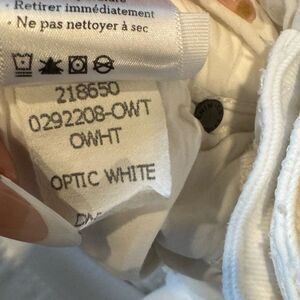 · Retirer immédiatement
· Ne pas nettoyer à sec
218650
0292208-OWT
OWHT
OPTIC WHITE